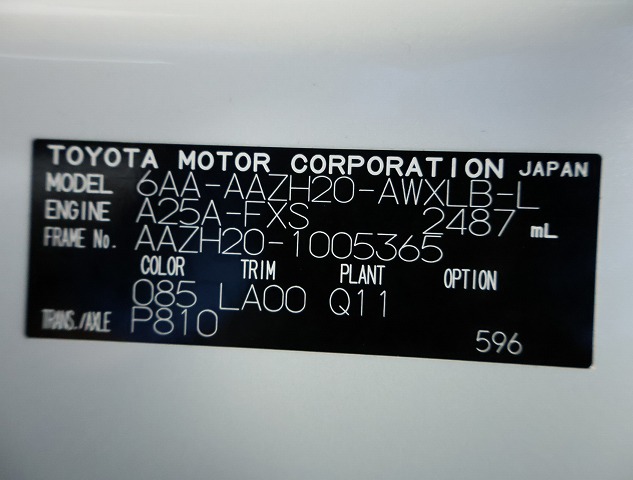 TOYOTA MOTOR CORPORATION JAPAN
MODEL 6AA-AAZH20-AWXLB-L
ENGINE A25A-FXS 2487 mL
FRAME No. AAZH20-1005365
COLOR TRIM PLANT OPTION
085 LA00 Q11
TRANS./AXLE P810
596